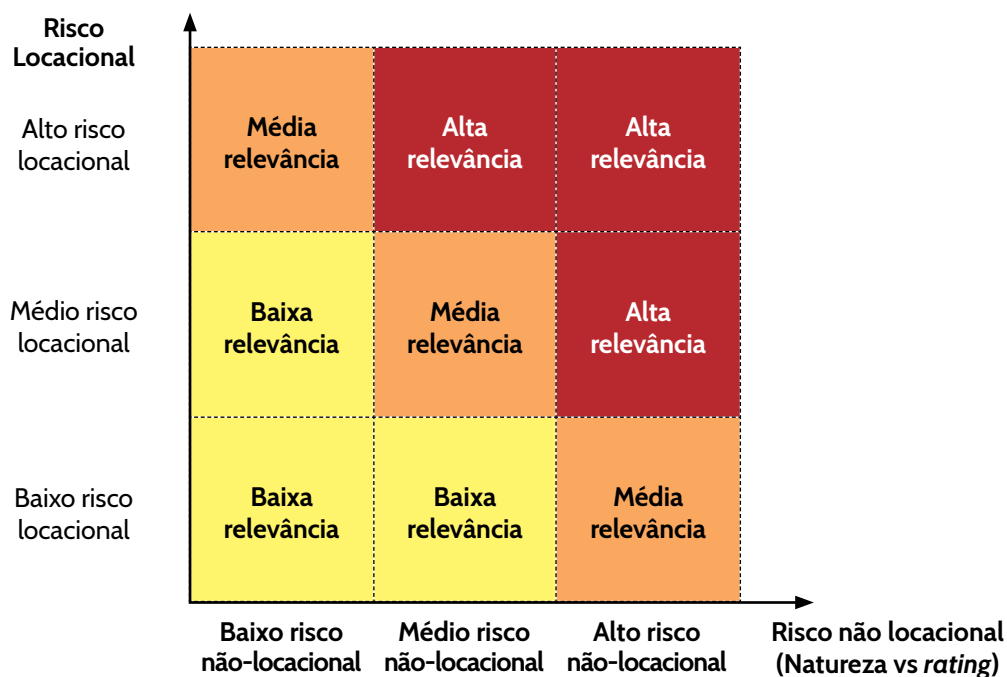 Risco
Locacional
Alto risco
locacional
Média
relevância
Alta
relevância
Alta
relevância
Médio risco
locacional
Baixa
relevância
Média
relevância
Alta
relevância
Baixo risco
locacional
Baixa
relevância
Baixa
relevância
Média
relevância
Baixo risco
não-locacional
Médio risco
não-locacional
Alto risco
não-locacional
Risco não locacional
(Natureza vs rating)